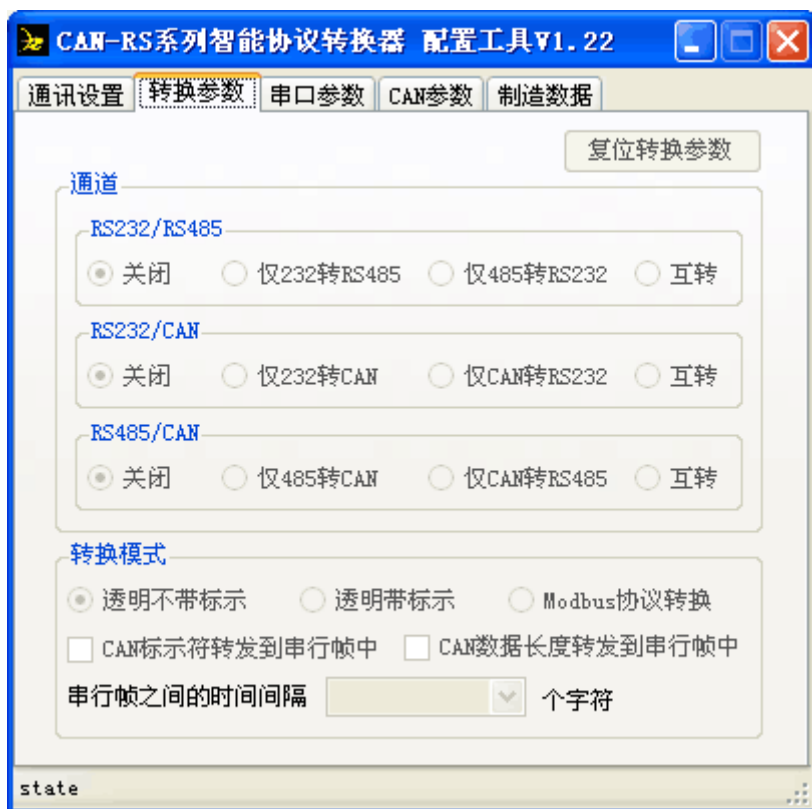 CAN-RS系列智能协议转换器 配置工具V1.22
通讯设置 转换参数 串口参数 CAN参数 制造数据
复位转换参数
通道
RS232/RS485
关闭 仅232转RS485 仅485转RS232 互转
RS232/CAN
关闭 仅232转CAN 仅CAN转RS232 互转
RS485/CAN
关闭 仅485转CAN 仅CAN转RS485 互转
转换模式
透明不带标示 透明带标示 Modbus协议转换
CAN标示符转发到串行帧中 CAN数据长度转发到串行帧中
串行帧之间的时间间隔 个字符
state